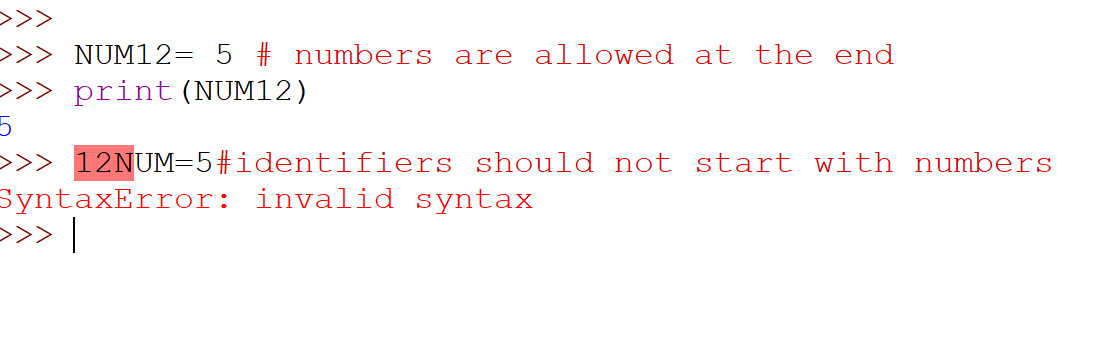 >>>
>>> NUM12= 5 # numbers are allowed at the end
>>> print(NUM12)
5
>>> 12NUM=5#identifiers should not start with numbers
SyntaxError: invalid syntax
>>>